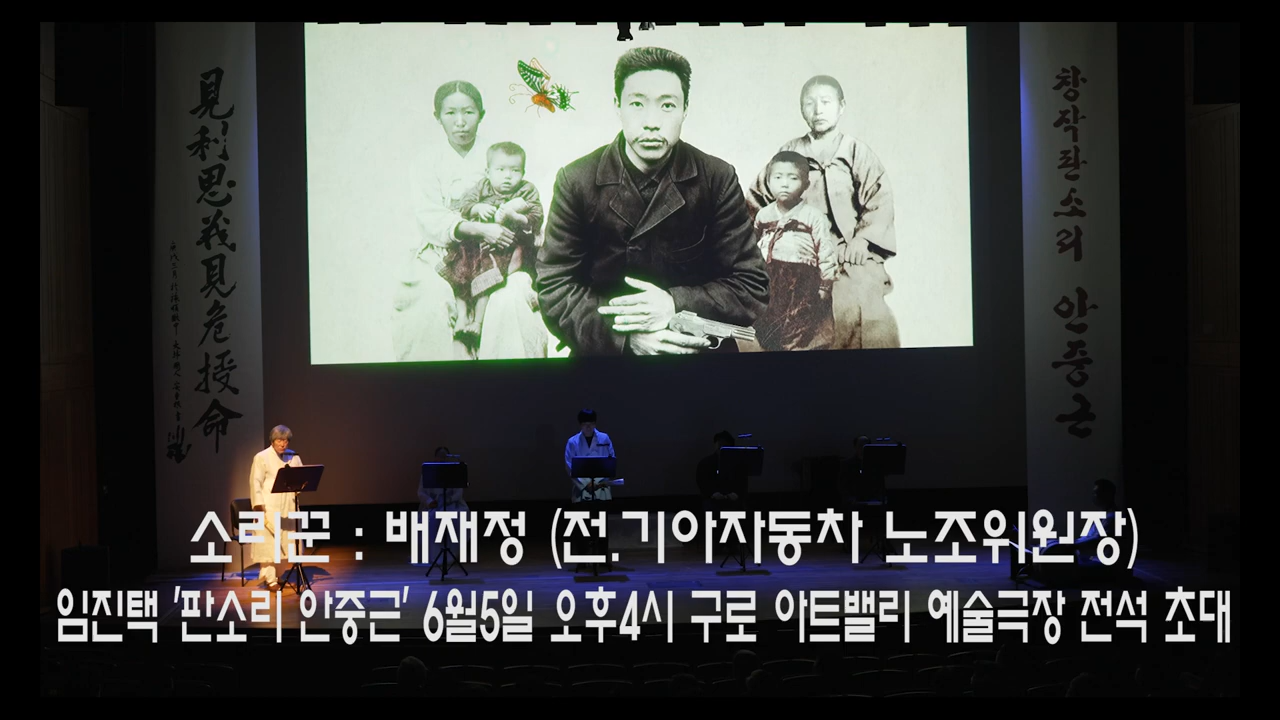 見利思義見危授命
창작판소리 안중근
소리꾼 : 배재정 (전.기아자동차 노조위원장)
임진택 '판소리 안중근' 6월5일 오후4시 구로 아트밸리 예술극장 전석 초대